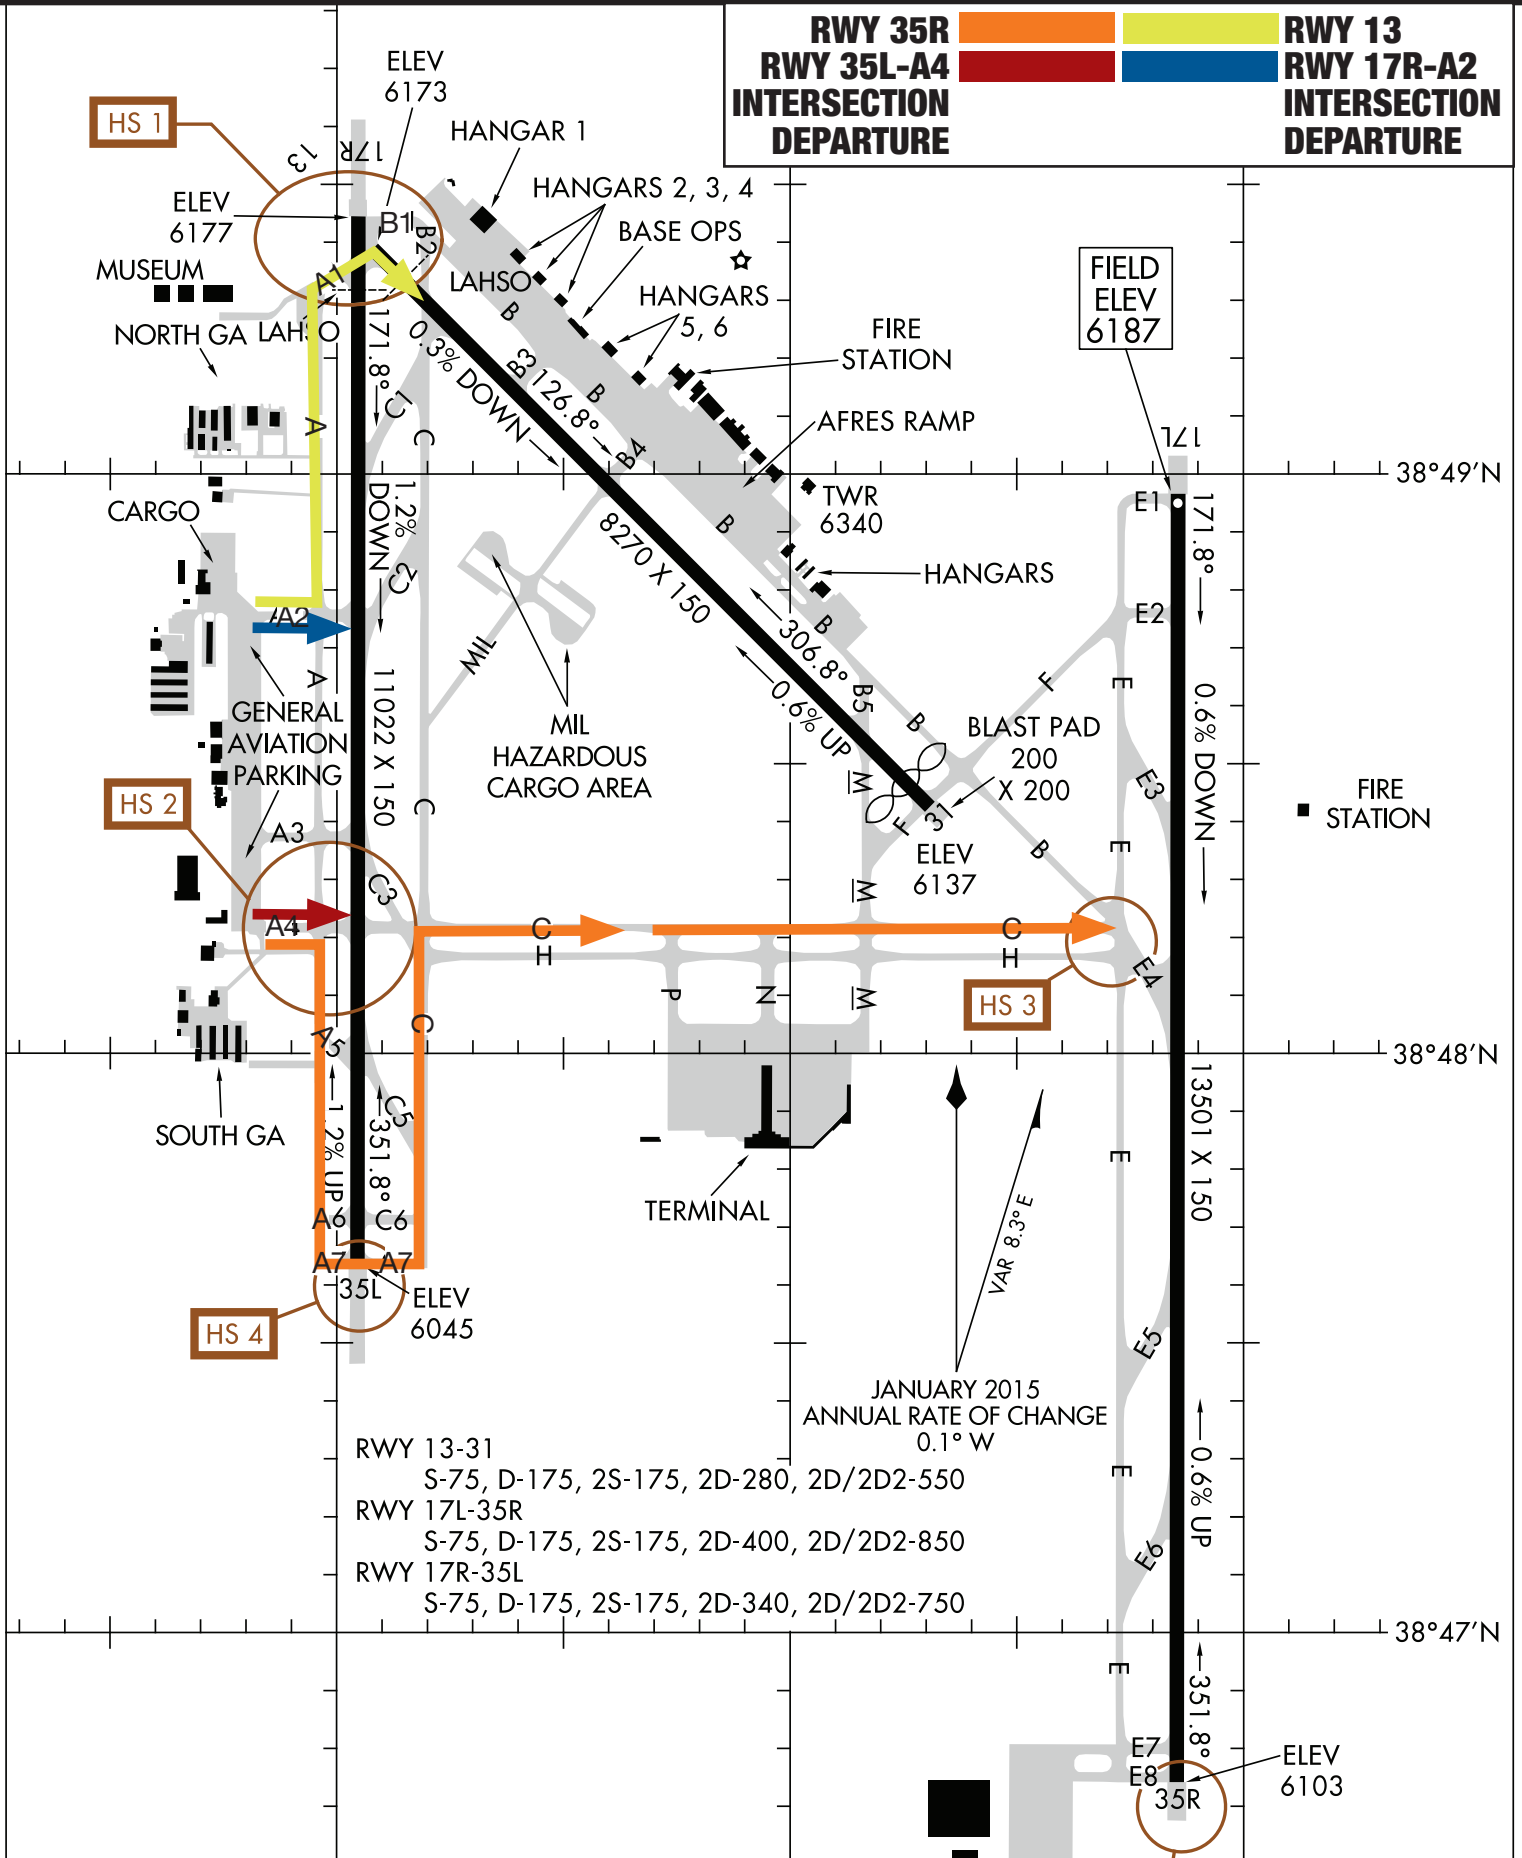 RWY 35R
RWY 13
RWY 35L-A4
INTERSECTION
DEPARTURE
RWY 17R-A2
INTERSECTION
DEPARTURE
ELEV
6173
HS 1
HANGAR 1
13
17R
HANGARS 2, 3, 4
ELEV
6177
B1
B2
BASE OPS
FIELD
ELEV
6187
MUSEUM
A1
LAHSO
B
HANGARS
5, 6
NORTH GA
LAHSO
FIRE
STATION
171.8°
0.3% DOWN
B3
126.8°
B
C1
C
A
AFRES RAMP
B4
17L
38°49'N
CARGO
1.2%
DOWN
TWR
6340
E1
171.8°
B
8270 X 150
C2
HANGARS
A2
E2
B
306.8°
MIL
A
F
E
0.6% DOWN
11022 X 150
B5
0.6% UP
GENERAL
AVIATION
PARKING
MIL
HAZARDOUS
CARGO AREA
B
BLAST PAD
200
X 200
M
E3
HS 2
C
FIRE
STATION
A3
F
31
B
E
ELEV
6137
C3
M
A4
C
C
H
H
E4
HS 3
P
N
M
C
A5
38°48'N
SOUTH GA
1.2% UP
351.8°
C5
13501 X 150
E
TERMINAL
VAR 8.3° E
A6
C6
A7
A7
35L
ELEV
6045
HS 4
E5
JANUARY 2015
ANNUAL RATE OF CHANGE
0.1° W
RWY 13-31
S-75, D-175, 2S-175, 2D-280, 2D/2D2-550
RWY 17L-35R
S-75, D-175, 2S-175, 2D-400, 2D/2D2-850
RWY 17R-35L
S-75, D-175, 2S-175, 2D-340, 2D/2D2-750
E
0.6% UP
E6
38°47'N
E
351.8°
E7
E8
35R
ELEV
6103